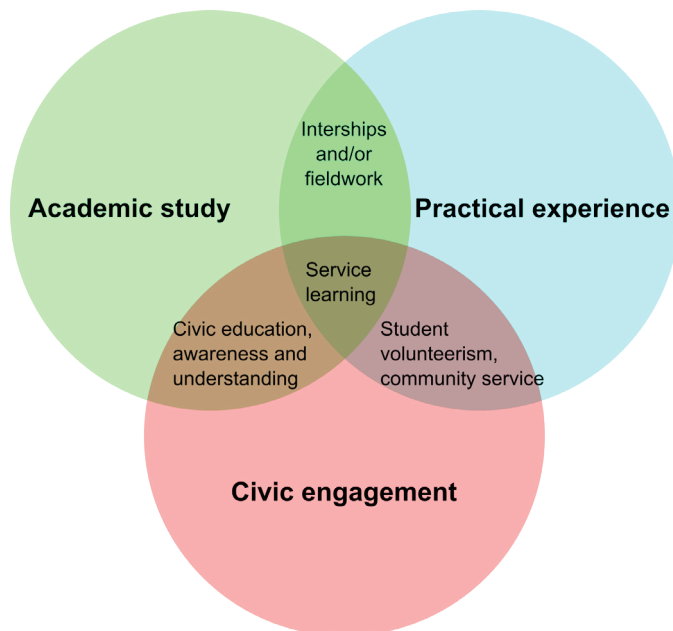 Interships
and/or
fieldwork
Academic study
Practical experience
Service
learning
Civic education,
awareness and
understanding
Student
volunteerism,
community service
Civic engagement